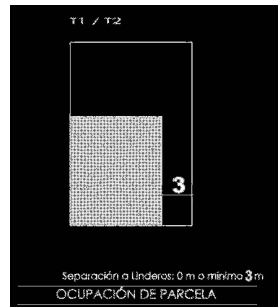 T1 / T2
3
Separación a Linderos: 0 m o mínimo 3 m
OCUPACIÓN DE PARCELA